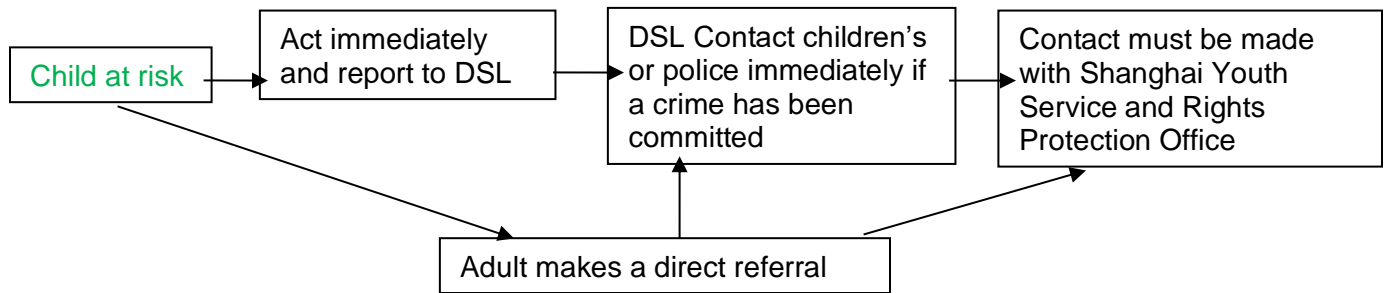 Child at risk
Act immediately
and report to DSL
DSL Contact children’s
or police immediately if
a crime has been
committed
Contact must be made
with Shanghai Youth
Service and Rights
Protection Office
Adult makes a direct referral